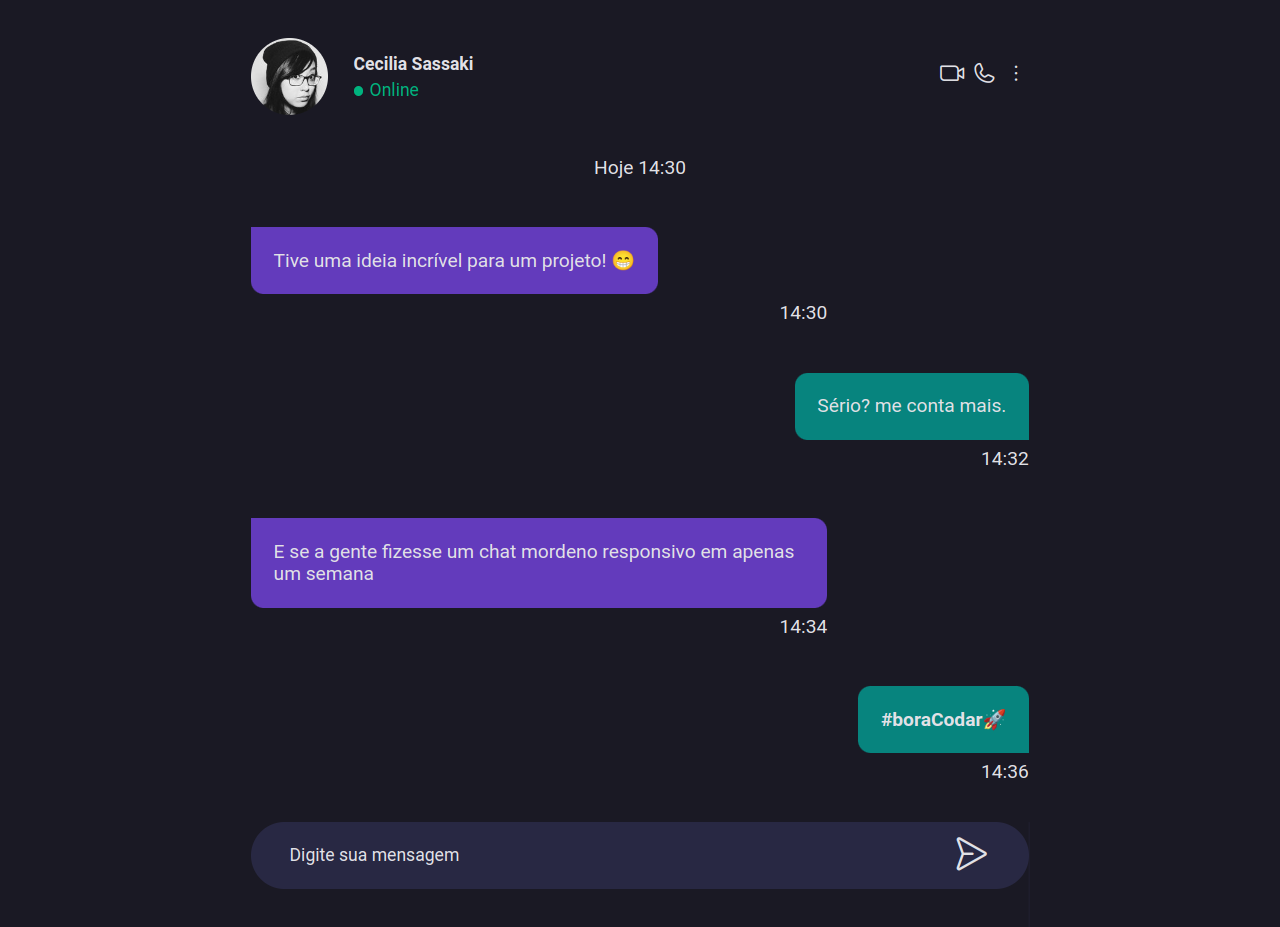 Cecilia Sassaki
Online
Hoje 14:30
Tive uma ideia incrível para um projeto! 😁
14:30
Sério? me conta mais.
14:32
E se a gente fizesse um chat mordeno responsivo em apenas
um semana
14:34
#boraCodar🚀
14:36
Digite sua mensagem